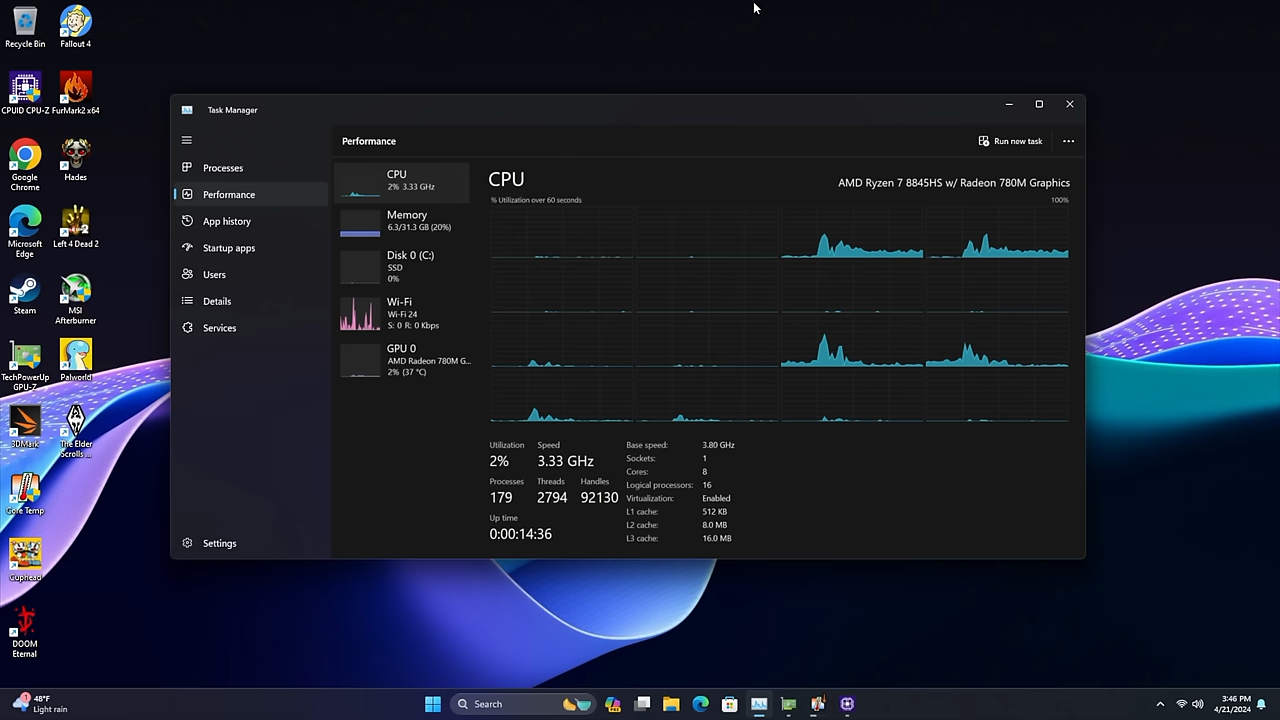 Recycle Bin
Fallout 4
CPUID CPU-Z
FurMark2 x64
Google
Chrome
Hades
Microsoft
Edge
Left 4 Dead 2
Steam
MSI
Afterburner
TechPowerUp
GPU-Z
Palworld
3DMark
The Elder
Scrolls ...
Core Temp
Cuphead
DOOM
Eternal
Task Manager
Processes
Performance
App history
Startup apps
Users
Details
Services
Settings
Performance
Run new task
CPU
2% 3.33 GHz
Memory
6.3/31.3 GB (20%)
Disk 0 (C:)
SSD
0%
Wi-Fi
Wi-Fi 24
S: 0 R: 0 Kbps
GPU 0
AMD Radeon 780M G...
2% (37 °C)
CPU
AMD Ryzen 7 8845HS w/ Radeon 780M Graphics
% Utilization over 60 seconds
100%
Utilization
Speed
2%
3.33 GHz
Processes
Threads
Handles
179
2794
92130
Up time
0:00:14:36
Base speed: 3.80 GHz
Sockets: 1
Cores: 8
Logical processors: 16
Virtualization: Enabled
L1 cache: 512 KB
L2 cache: 8.0 MB
L3 cache: 16.0 MB
1
48°F
Light rain
Search
3:46 PM
4/21/2024